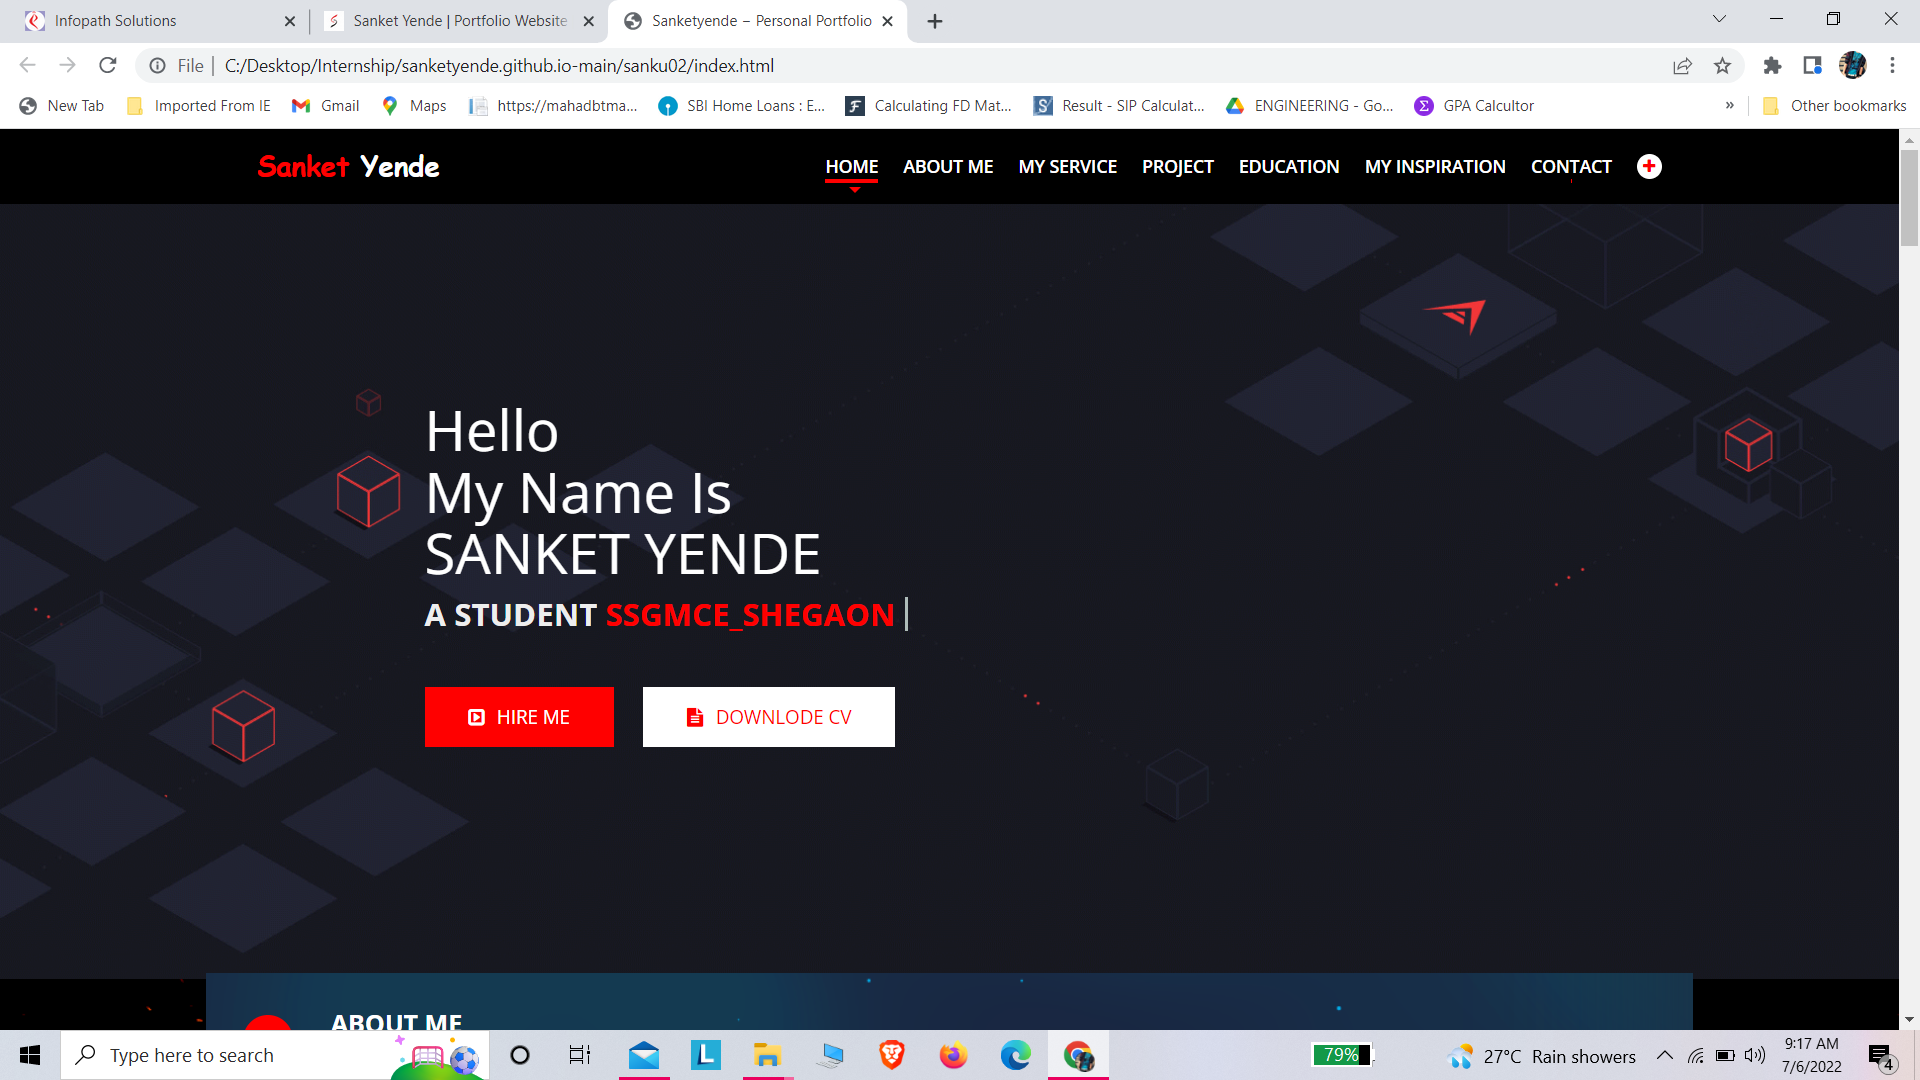 Infopath Solutions
Sanket Yende | Portfolio Website
Sanketyende – Personal Portfolio
File | C:/Desktop/Internship/sanketyende.github.io-main/sanku02/index.html
New Tab
Imported From IE
Gmail
Maps
https://mahadbtma...
SBI Home Loans : E...
Calculating FD Mat...
Result - SIP Calculat...
ENGINEERING - Go...
GPA Calcultor
»
Other bookmarks
Sanket Yende
HOME
ABOUT ME
MY SERVICE
PROJECT
EDUCATION
MY INSPIRATION
CONTACT
Hello
My Name Is
SANKET YENDE
A STUDENT SSGMCE_SHEGAON
HIRE ME
DOWNLODE CV
ABOUT ME
Type here to search
L
79%
27°C Rain showers
9:17 AM
7/6/2022
4